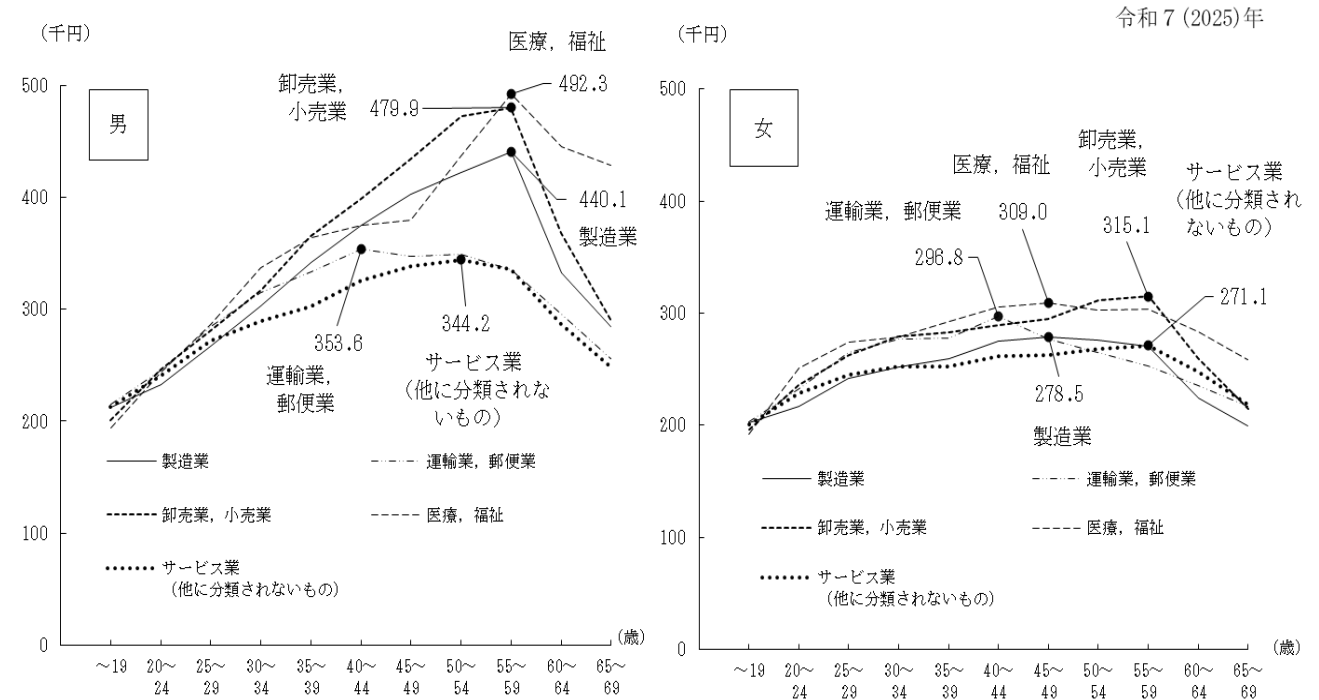 令和７(2025)年
（千円）
男
500
400
300
200
100
0
医療，福祉
492.3
卸売業，
小売業
479.9
440.1
製造業
353.6
運輸業，
郵便業
344.2
サービス業
（他に分類されな
いもの）
製造業
運輸業，郵便業
卸売業，小売業
医療，福祉
サービス業
（他に分類されないもの）
～19
20～
24
25～
29
30～
34
35～
39
40～
44
45～
49
50～
54
55～
59
60～
64
65～
69
（歳）
（千円）
女
500
400
300
200
100
0
運輸業，郵便業
296.8
医療，福祉
309.0
卸売業，
小売業
315.1
サービス業
（他に分類され
ないもの）
271.1
278.5
製造業
製造業
運輸業，郵便業
卸売業，小売業
医療，福祉
サービス業
（他に分類されないもの）
～19
20～
24
25～
29
30～
34
35～
39
40～
44
45～
49
50～
54
55～
59
60～
64
65～
69
（歳）